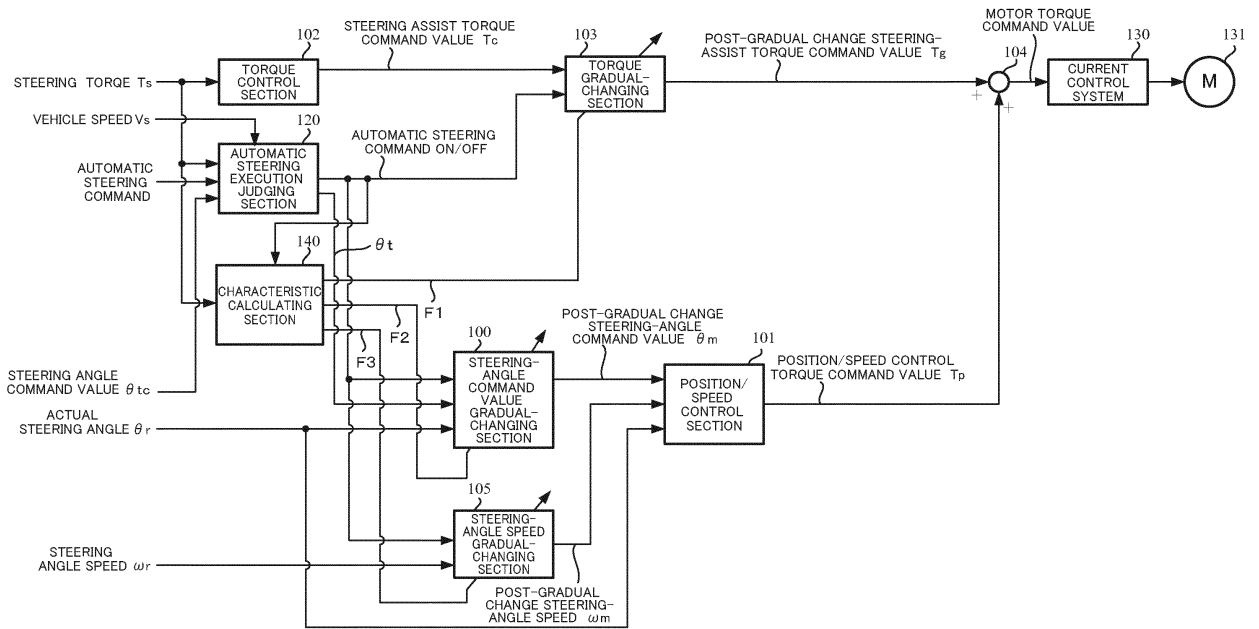 STEERING ASSIST TORQUE
COMMAND VALUE Tc
MOTOR TORQUE
COMMAND VALUE
102
103
POST-GRADUAL CHANGE STEERING-
ASSIST TORQUE COMMAND VALUE Tg
104
130
131
STEERING TORQE Ts
TORQUE
CONTROL
SECTION
TORQUE
GRADUAL-
CHANGING
SECTION
+
+
CURRENT
CONTROL
SYSTEM
M
VEHICLE SPEED Vs
120
AUTOMATIC STEERING
COMMAND ON/OFF
AUTOMATIC
STEERING
COMMAND
AUTOMATIC
STEERING
EXECUTION
JUDGING
SECTION
θt
140
CHARACTERISTIC
CALCULATING
SECTION
F1
F2
F3
POST-GRADUAL CHANGE
STEERING-ANGLE
COMMAND VALUE θm
100
101
STEERING ANGLE
COMMAND VALUE θtc
STEERING-
ANGLE
COMMAND
VALUE
GRADUAL-
CHANGING
SECTION
POSITION/
SPEED
CONTROL
SECTION
POSITION/SPEED CONTROL
TORQUE COMMAND VALUE Tp
ACTUAL
STEERING ANGLE θr
105
STEERING-
ANGLE SPEED
GRADUAL-
CHANGING
SECTION
STEERING
ANGLE SPEED ωr
POST-GRADUAL
CHANGE STEERING-
ANGLE SPEED ωm